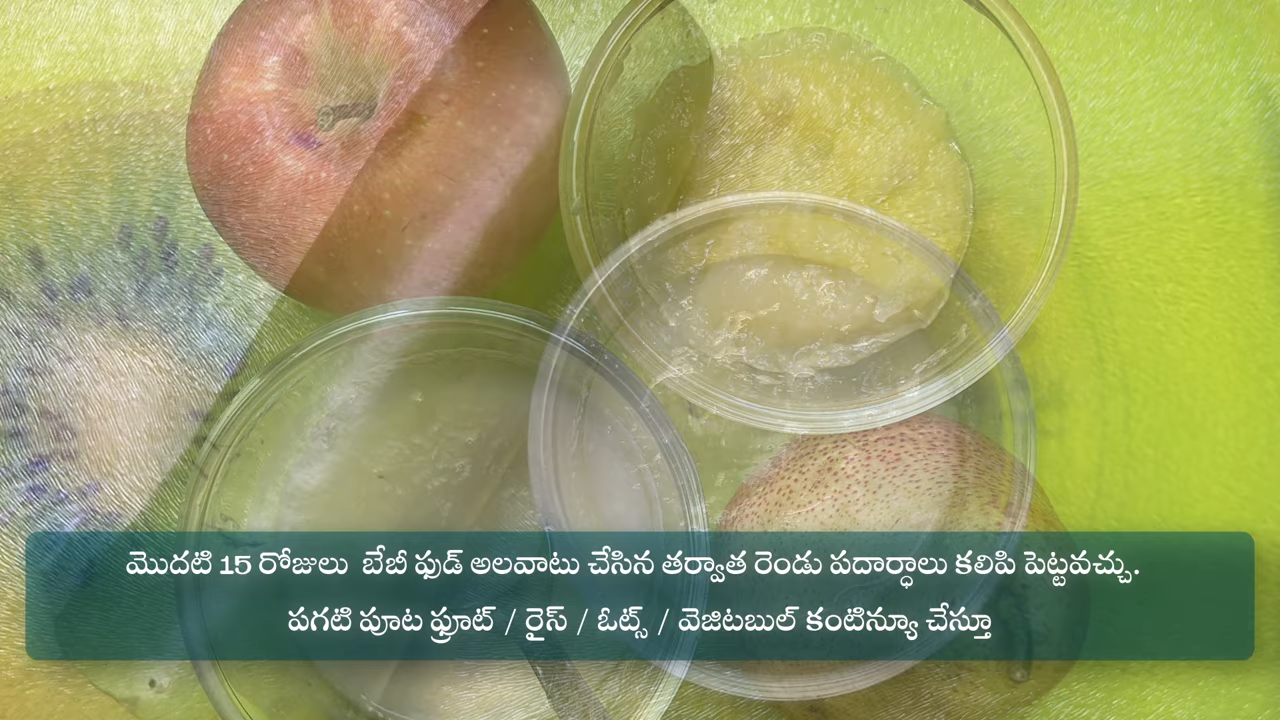 మొదటి 15 రోజులు  బేబీ ఫుడ్ అలవాటు చేసిన తర్వాత రెండు పదార్థాలు కలిపి పెట్టవచ్చు.
పగటి పూట ఫ్రూట్ / రైస్ / ఓట్స్ / వెజిటబుల్ కంటిన్యూ చేస్తూ